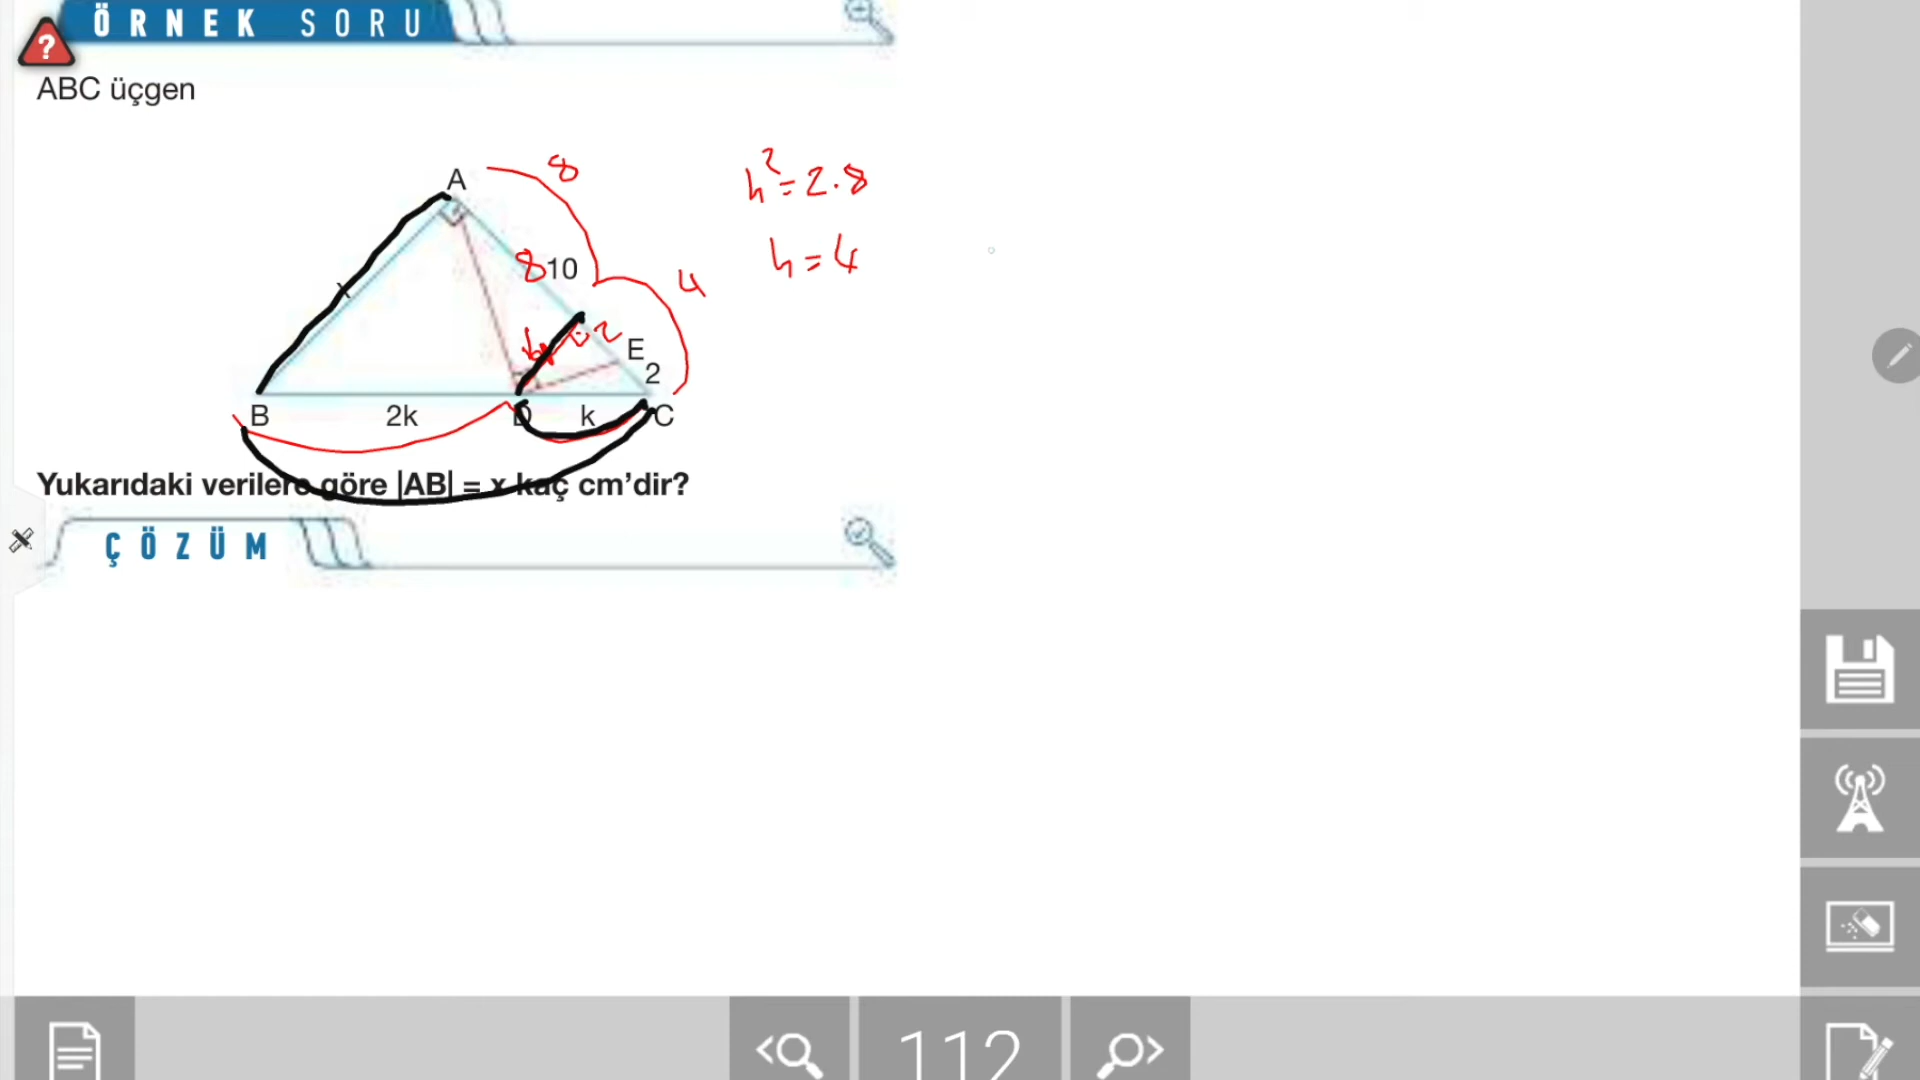 ÖRNEK SORU
?
ABC üçgen
A
8
h²=2.8
h=4
8
10
4
x
2
E
2
B
2k
D
k
C
Yukarıdaki verilere göre |AB| = x kaç cm’dir?
ÇÖZÜM
112